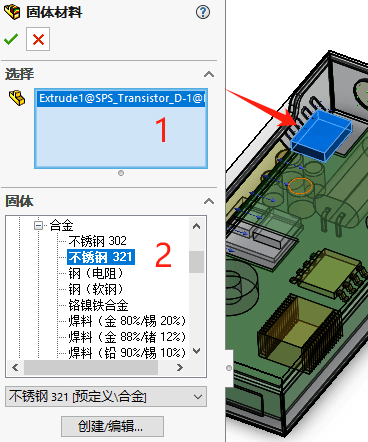 固体材料
选择
Extrude1@SPS_Transistor_D-1@
1
固体
合金
不锈钢 302
不锈钢 321
2
钢（电阻）
钢（软钢）
铬镍铁合金
焊料（金 80%/锡 20%）
焊料（金 88%/锗 12%）
焊料（铅 90%/锡 10%）
不锈钢 321 [预定义\合金]
创建/编辑...